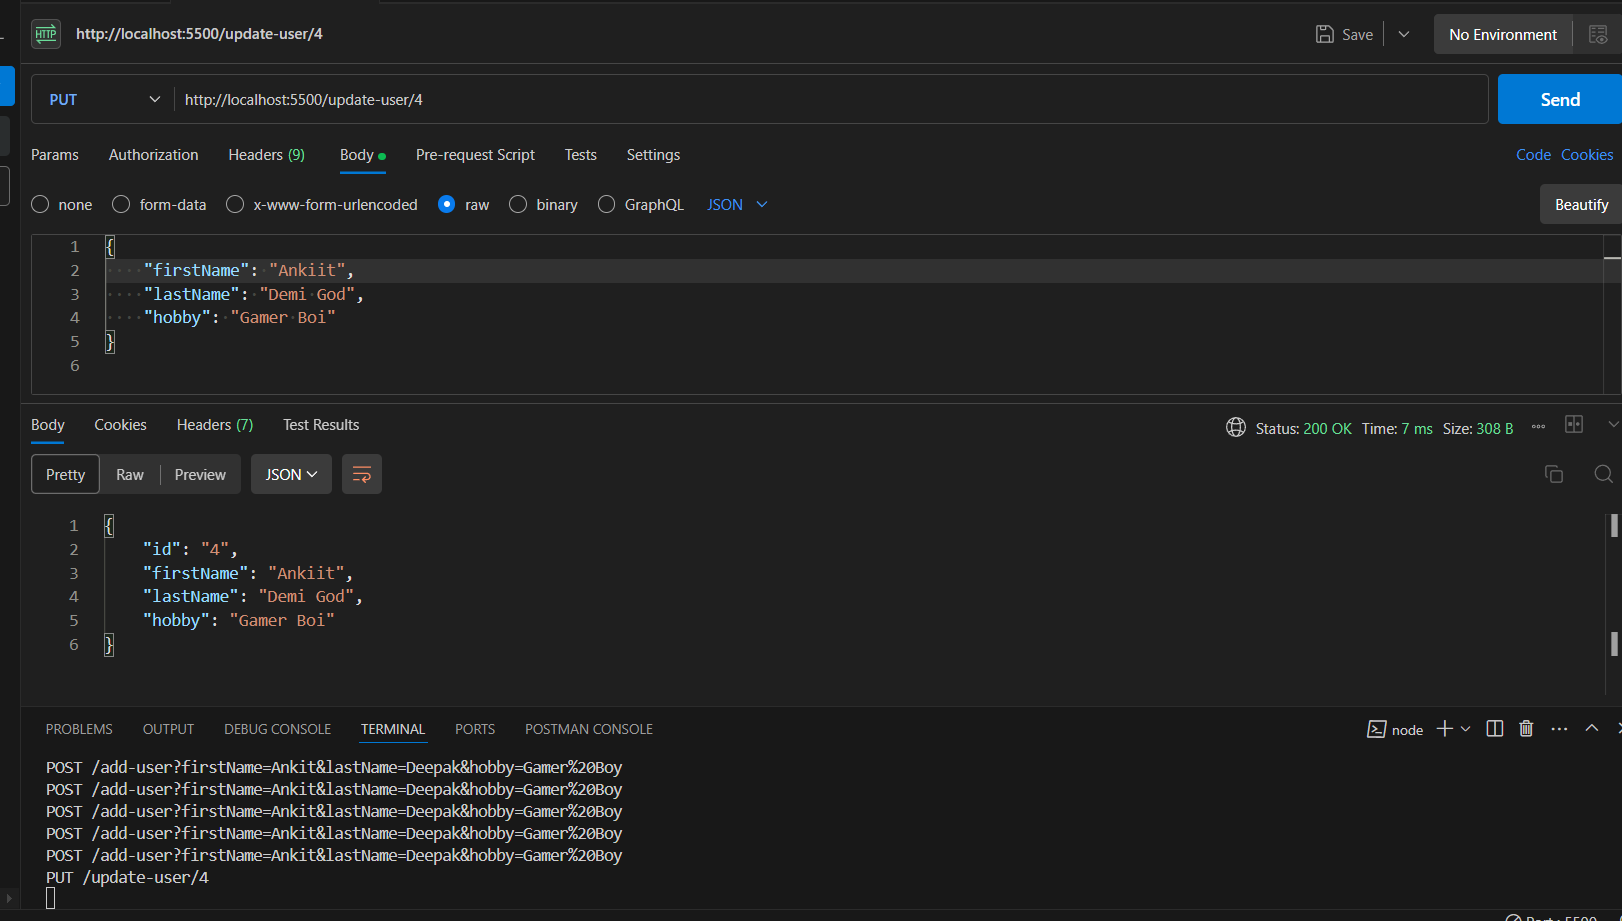 HTTP http://localhost:5500/update-user/4 Save No Environment
PUT http://localhost:5500/update-user/4 Send
Params Authorization Headers (9) Body Pre-request Script Tests Settings Code Cookies
none form-data x-www-form-urlencoded raw binary GraphQL JSON Beautify
1 {
2 "firstName": "Ankiit",
3 "lastName": "Demi God",
4 "hobby": "Gamer Boi"
5 }
6
Body Cookies Headers (7) Test Results Status: 200 OK Time: 7 ms Size: 308 B
Pretty Raw Preview JSON
1 {
2 "id": "4",
3 "firstName": "Ankiit",
4 "lastName": "Demi God",
5 "hobby": "Gamer Boi"
6 }
PROBLEMS OUTPUT DEBUG CONSOLE TERMINAL PORTS POSTMAN CONSOLE node
POST /add-user?firstName=Ankit&lastName=Deepak&hobby=Gamer%20Boy
POST /add-user?firstName=Ankit&lastName=Deepak&hobby=Gamer%20Boy
POST /add-user?firstName=Ankit&lastName=Deepak&hobby=Gamer%20Boy
POST /add-user?firstName=Ankit&lastName=Deepak&hobby=Gamer%20Boy
POST /add-user?firstName=Ankit&lastName=Deepak&hobby=Gamer%20Boy
PUT /update-user/4
Port : 5500